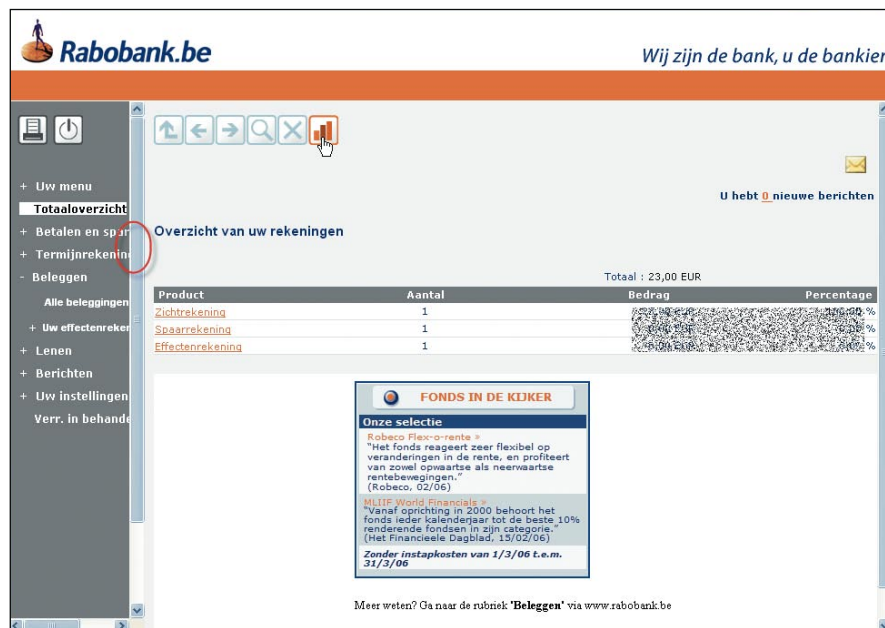 Rabobank.be
Wij zijn de bank, u de bankier
+ Uw menu
Totaaloverzicht
+ Betalen en spar
+ Termijnrekenin
- Beleggen
Alle beleggingen
+ Uw effectenreker
+ Lenen
+ Berichten
+ Uw instellingen
Verr. in behande
U hebt 0 nieuwe berichten
Overzicht van uw rekeningen
Totaal : 23,00 EUR
Product Aantal Bedrag Percentage
Zichtrekening 1 %
Spaarrekening 1 %
Effectenrekening 1 %
FONDS IN DE KIJKER
Onze selectie
Robeco Flex-o-rente »
"Het fonds reageert zeer flexibel op
veranderingen in de rente, en profiteert
van zowel opwaartse als neerwaartse
rentebewegingen."
(Robeco, 02/06)
MLIIF World Financials »
"Vanaf oprichting in 2000 behoort het
fonds ieder kalenderjaar tot de beste 10%
renderende fondsen in zijn categorie."
(Het Financieele Dagblad, 15/02/06)
Zonder instapkosten van 1/3/06 t.e.m.
31/3/06
Meer weten? Ga naar de rubriek 'Beleggen' via www.rabobank.be